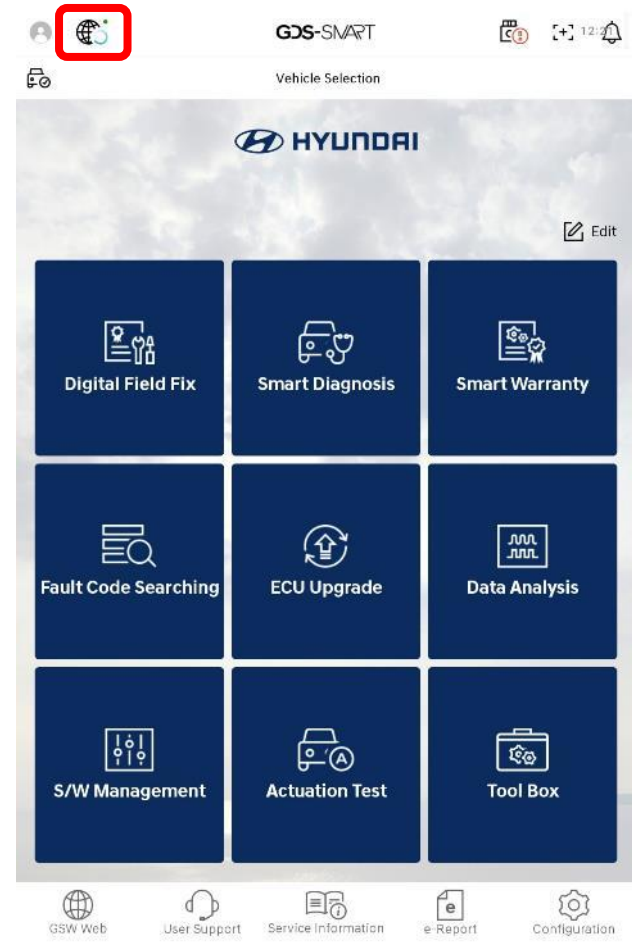 GDS-SMART
12:21
Vehicle Selection
HYUNDAI
Edit
Digital Field Fix
Smart Diagnosis
Smart Warranty
Fault Code Searching
ECU Upgrade
Data Analysis
S/W Management
Actuation Test
Tool Box
GSW Web
User Support
Service Information
e-Report
Configuration